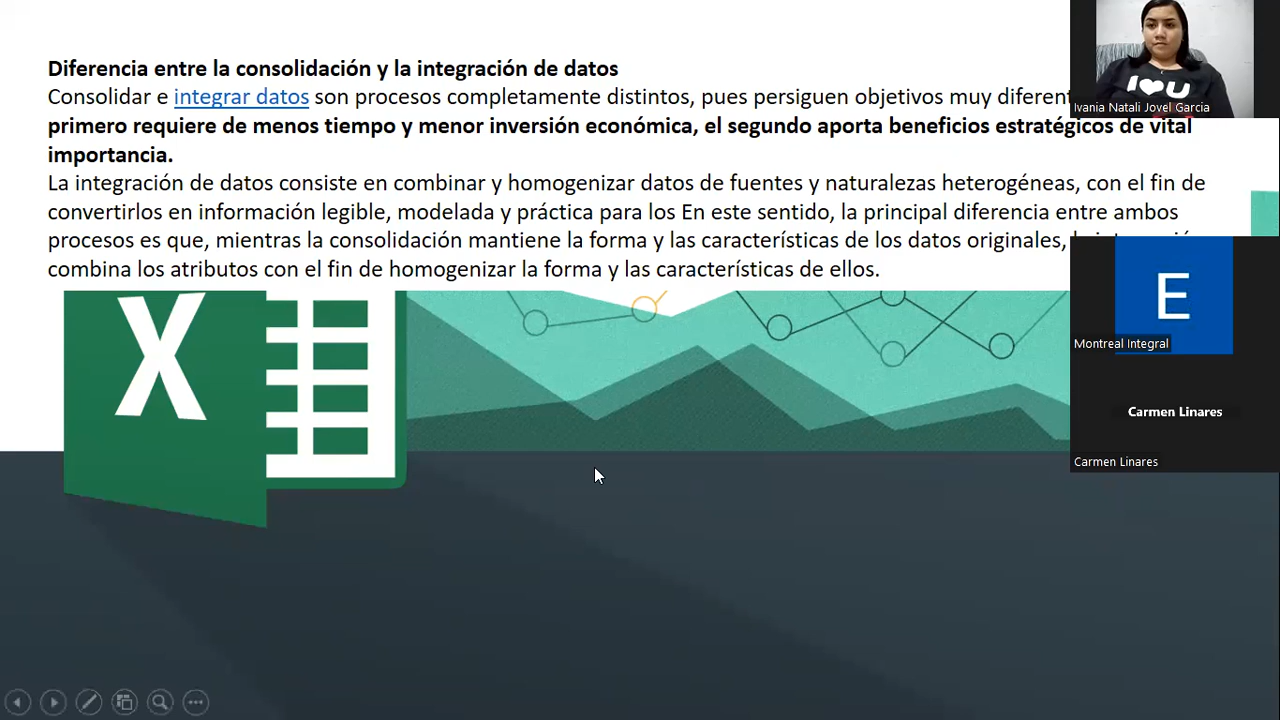 Diferencia entre la consolidación y la integración de datos
Consolidar e integrar datos son procesos completamente distintos, pues persiguen objetivos muy
primero requiere de menos tiempo y menor inversión económica, el segundo aporta beneficios estratégicos de vital
importancia.
La integración de datos consiste en combinar y homogenizar datos de fuentes y naturalezas heterogéneas, con el fin de
convertirlos en información legible, modelada y práctica para los En este sentido, la principal diferencia entre ambos
procesos es que, mientras la consolidación mantiene la forma y las características de los datos originales,
combina los atributos con el fin de homogenizar la forma y las características de ellos.
X
I ♥ U
Ivania Natali Jovel Garcia
E
Montreal Integral
Carmen Linares
Carmen Linares